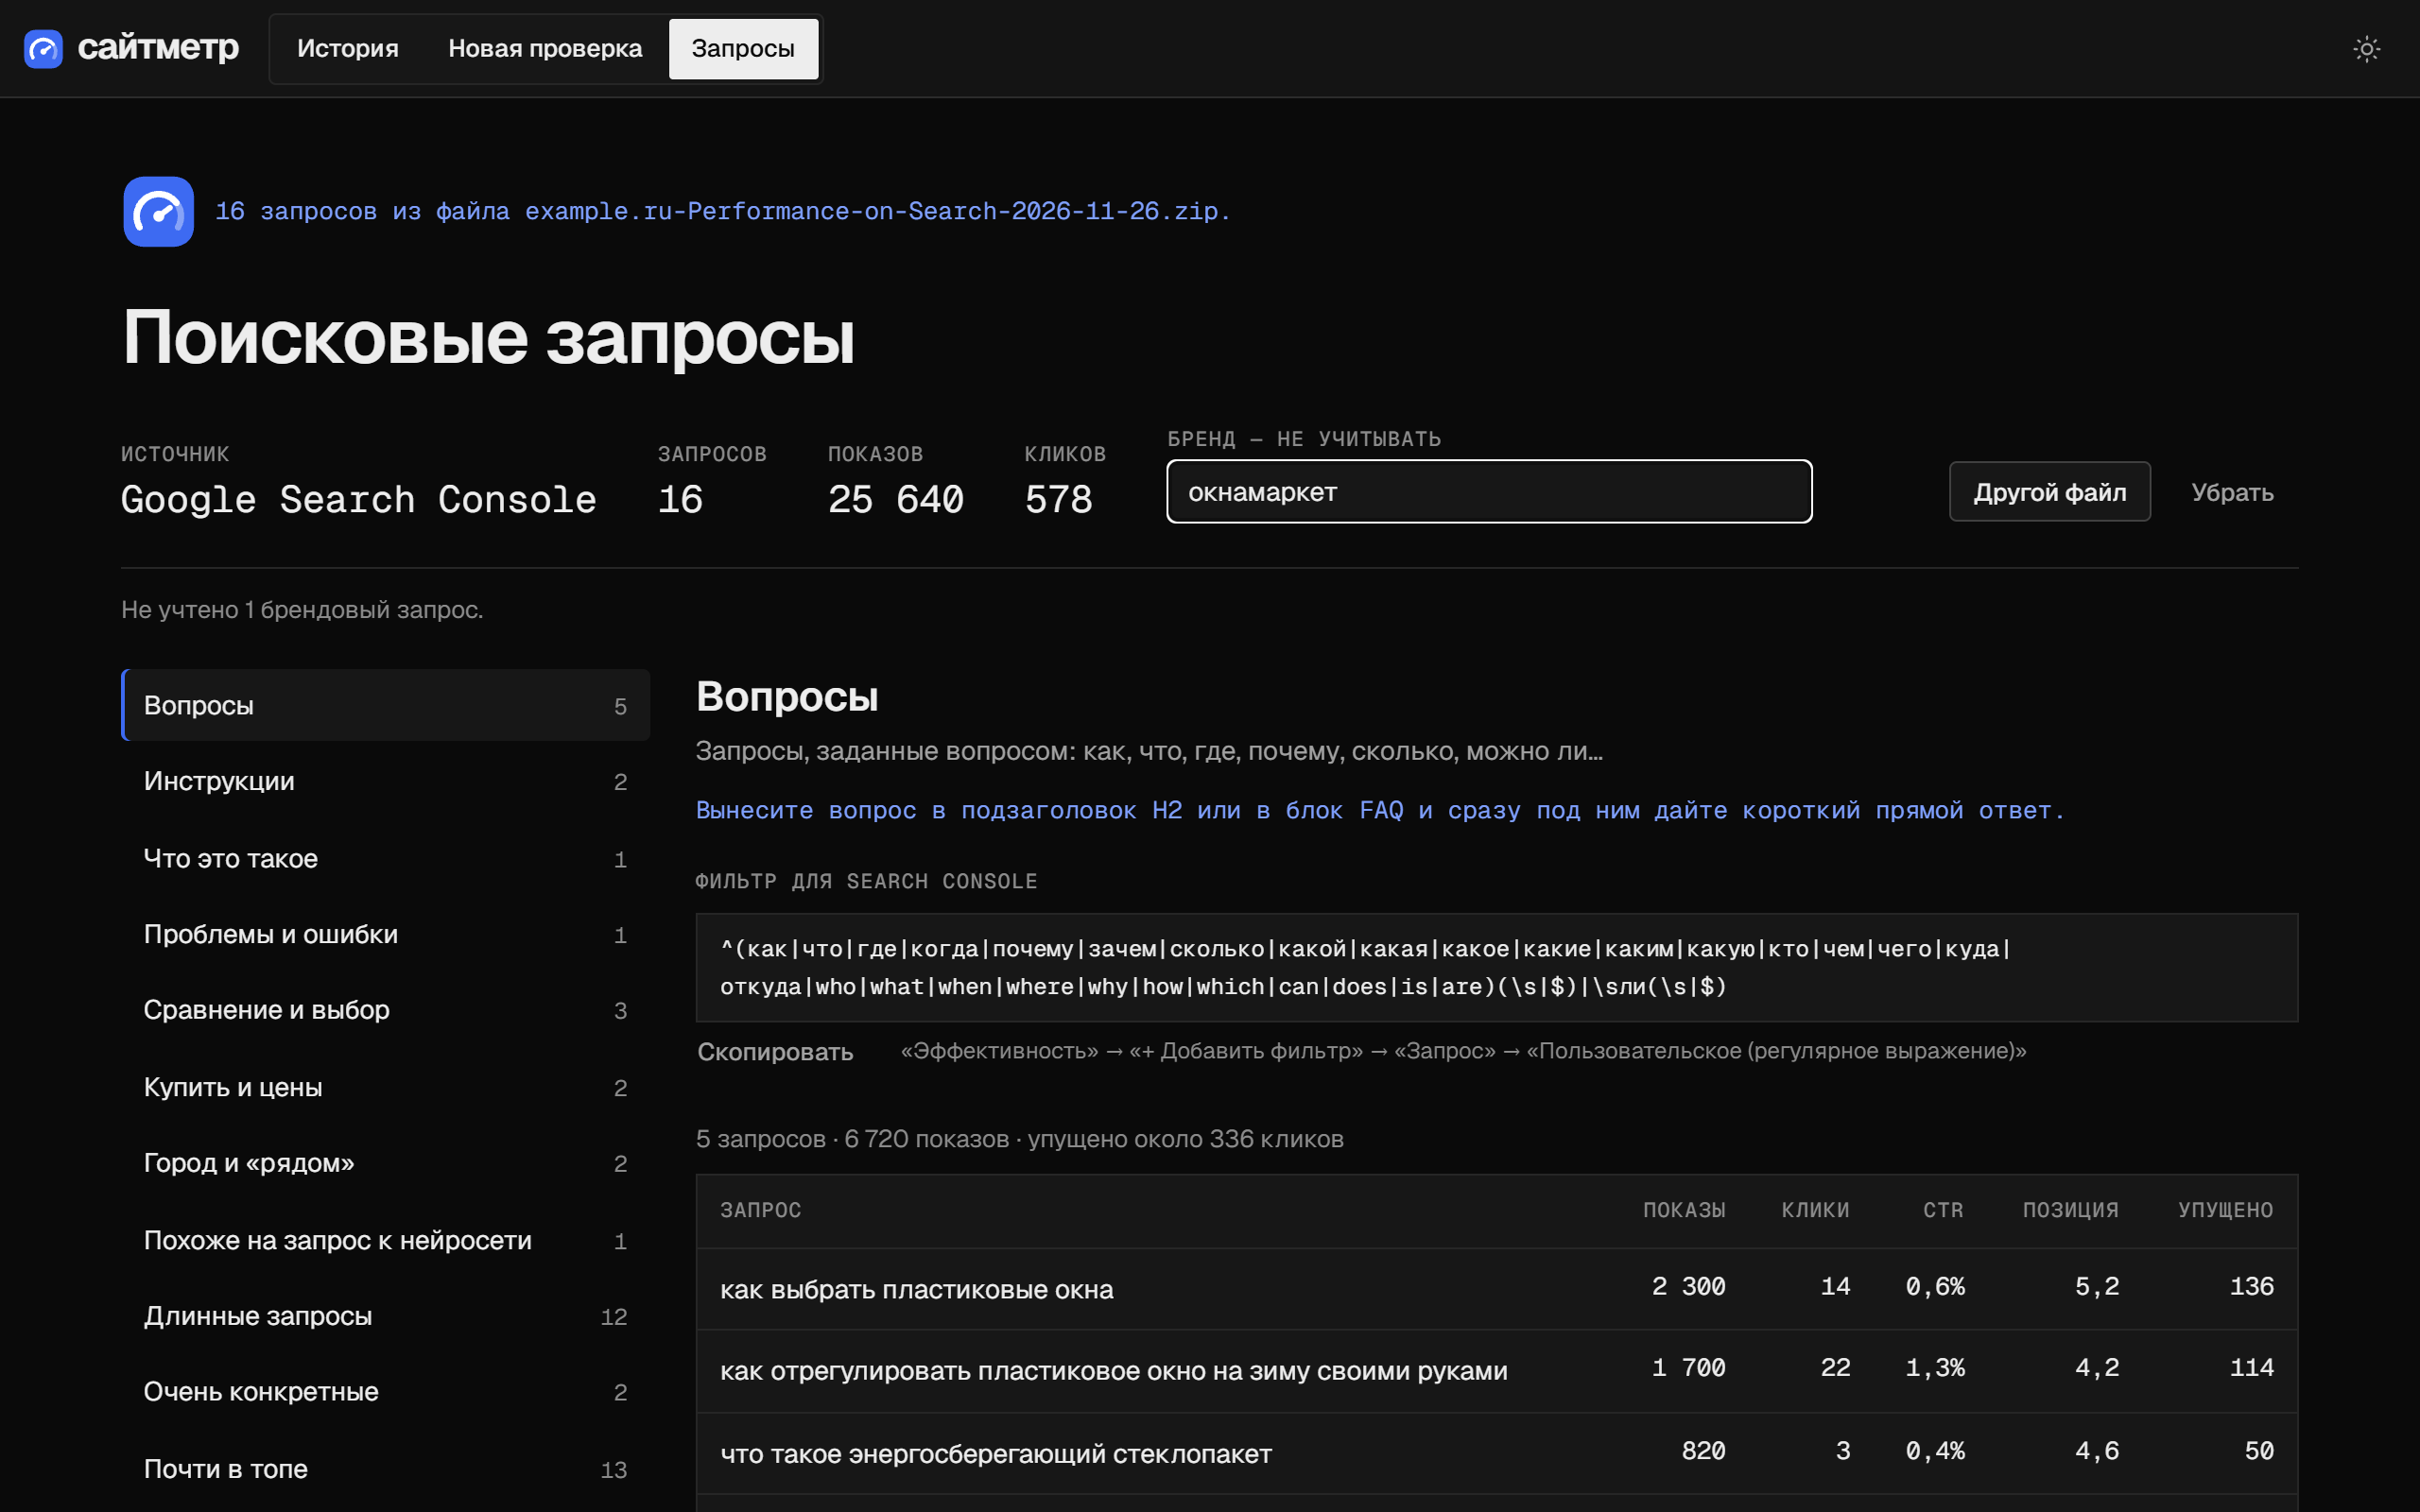 сайтметр История Новая проверка Запросы
16 запросов из файла example.ru-Performance-on-Search-2026-11-26.zip.
Поисковые запросы
ИСТОЧНИК ЗАПРОСОВ ПОКАЗОВ КЛИКОВ БРЕНД — НЕ УЧИТЫВАТЬ
Google Search Console 16 25 640 578 окнамаркет Другой файл Убрать
Не учтено 1 брендовый запрос.
Вопросы 5
Инструкции 2
Что это такое 1
Проблемы и ошибки 1
Сравнение и выбор 3
Купить и цены 2
Город и «рядом» 2
Похоже на запрос к нейросети 1
Длинные запросы 12
Очень конкретные 2
Почти в топе 13
Вопросы
Запросы, заданные вопросом: как, что, где, почему, сколько, можно ли…
Вынесите вопрос в подзаголовок H2 или в блок FAQ и сразу под ним дайте короткий прямой ответ.
ФИЛЬТР ДЛЯ SEARCH CONSOLE
^(как|что|где|когда|почему|зачем|сколько|какой|какая|какое|какие|каким|какую|кто|чем|чего|куда|
откуда|who|what|when|where|why|how|which|can|does|is|are)(\s|$)|\sли(\s|$)
Скопировать «Эффективность» → «+ Добавить фильтр» → «Запрос» → «Пользовательское (регулярное выражение)»
5 запросов · 6 720 показов · упущено около 336 кликов
ЗАПРОС ПОКАЗЫ КЛИКИ CTR ПОЗИЦИЯ УПУЩЕНО
как выбрать пластиковые окна 2 300 14 0,6% 5,2 136
как отрегулировать пластиковое окно на зиму своими руками 1 700 22 1,3% 4,2 114
что такое энергосберегающий стеклопакет 820 3 0,4% 4,6 50